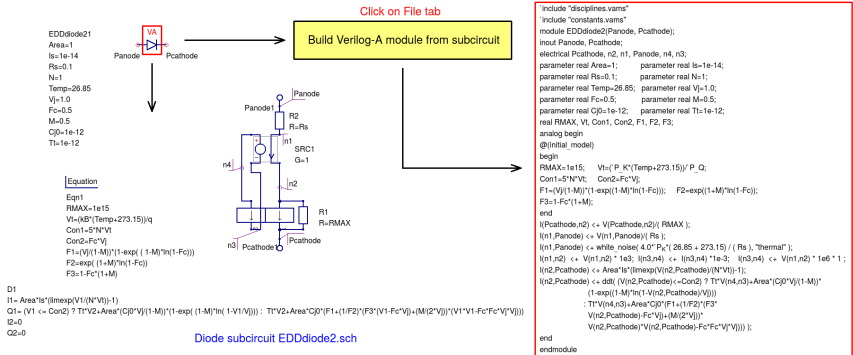 Click on File tab
EDDdiode21
Area=1
Is=1e-14
Rs=0.1
N=1
Temp=26.85
Vj=1.0
Fc=0.5
M=0.5
Cj0=1e-12
Tt=1e-12
VA
Panode
Pcathode
Build Verilog-A module from subcircuit
Panode
Panode1
R2
R=Rs
n1
SRC1
G=1
n4
n2
R1
R=RMAX
n3
Pcathode1
Pcathode
Equation
Eqn1
RMAX=1e15
Vt=(kB*(Temp+273.15))/q
Con1=5*N*Vt
Con2=Fc*Vj
F1=(Vj/(1-M))*(1-exp( ( 1-M)*ln(1-Fc)))
F2=exp( (1+M)*ln(1-Fc))
F3=1-Fc*(1+M)
D1
I1= Area*Is*(limexp(V1/(N*Vt))-1)
Q1= (V1 <= Con2) ? Tt*V2+Area*(Cj0*Vj/(1-M))*(1-exp( (1-M)*ln( 1-V1/Vj))) : Tt*V2+Area*Cj0*(F1+(1/F2)*(F3*(V1-Fc*Vj)+(M/(2*Vj))*(V1*V1-Fc*Fc*Vj*Vj)))
I2=0
Q2=0
Diode subcircuit EDDdiode2.sch
`include "disciplines.vams"
`include "constants.vams"
module EDDdiode2(Panode, Pcathode);
inout Panode, Pcathode;
electrical Pcathode, n2, n1, Panode, n4, n3;
parameter real Area=1; parameter real Is=1e-14;
parameter real Rs=0.1; parameter real N=1;
parameter real Temp=26.85; parameter real Vj=1.0;
parameter real Fc=0.5; parameter real M=0.5;
parameter real Cj0=1e-12; parameter real Tt=1e-12;
real RMAX, Vt, Con1, Con2, F1, F2, F3;
analog begin
@(initial_model)
begin
RMAX=1e15; Vt=(`P_K*(Temp+273.15))/`P_Q;
Con1=5*N*Vt; Con2=Fc*Vj;
F1=(Vj/(1-M))*(1-exp((1-M)*ln(1-Fc))); F2=exp((1+M)*ln(1-Fc));
F3=1-Fc*(1+M);
end
I(Pcathode,n2) <+ V(Pcathode,n2)/( RMAX );
I(n1,Panode) <+ V(n1,Panode)/( Rs );
I(n1,Panode) <+ white_noise( 4.0*`PK*( 26.85 + 273.15) / ( Rs ), "thermal" );
I(n1,n2) <+ V(n1,n2) * 1e3; I(n3,n4) <+ I(n3,n4) *1e-3; I(n3,n4) <+ V(n1,n2) * 1e6 * 1 ;
I(n2,Pcathode) <+ Area*Is*(limexp(V(n2,Pcathode)/(N*Vt))-1);
I(n2,Pcathode) <+ ddt( (V(n2,Pcathode)<=Con2) ? Tt*V(n4,n3)+Area*(Cj0*Vj/(1-M))*
(1-exp((1-M)*ln(1-V(n2,Pcathode)/Vj)))
: Tt*V(n4,n3)+Area*Cj0*(F1+(1/F2)*(F3*
V(n2,Pcathode)-Fc*Vj)+(M/(2*Vj))*
V(n2,Pcathode)*V(n2,Pcathode)-Fc*Fc*Vj*Vj))) );
end
endmodule